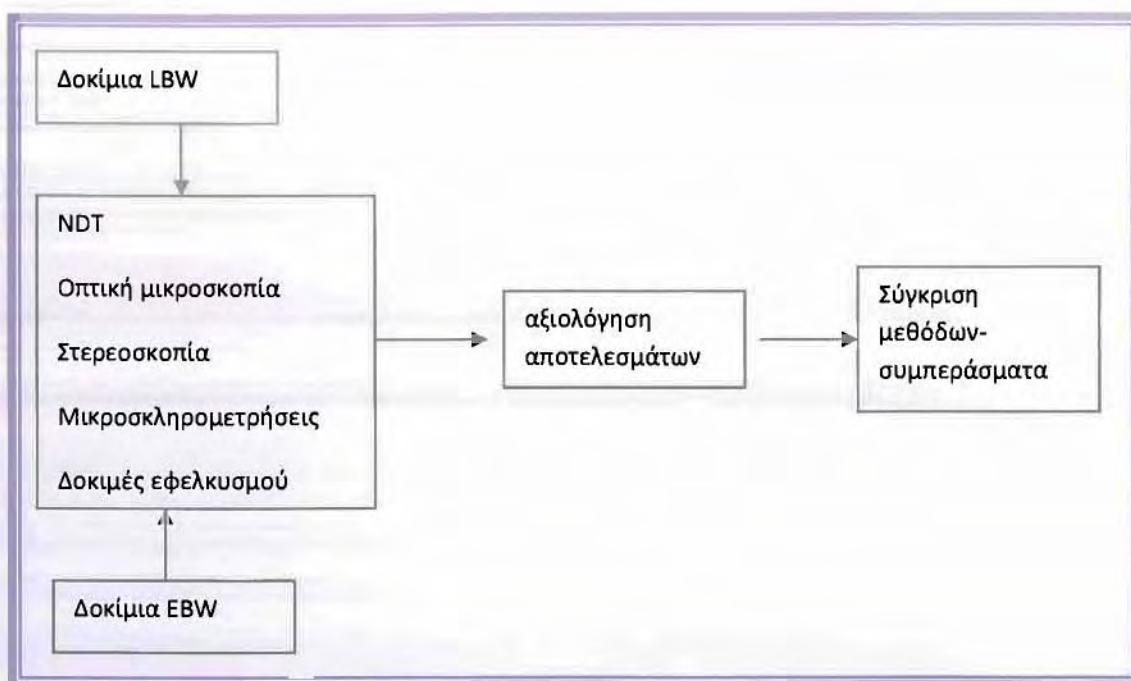 Δοκίμια LBW
NDT
Οπτική μικροσκοπία
Στερεοσκοπία
Μικροσκληρομετρήσεις
Δοκιμές εφελκυσμού
Δοκίμια EBW
αξιολόγηση
αποτελεσμάτων
Σύγκριση
μεθόδων-
συμπεράσματα